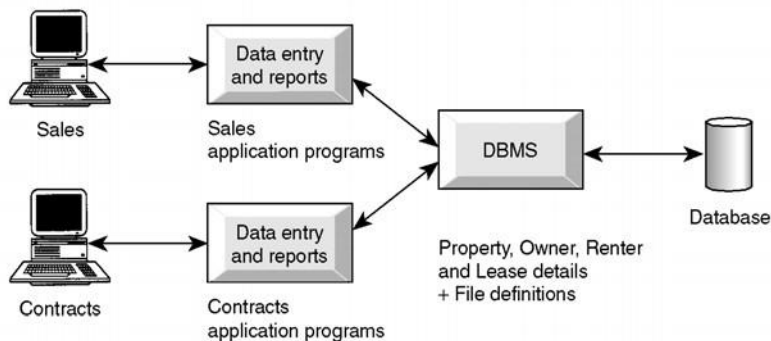 Data entry
and reports
Sales
Sales
application programs
DBMS
Database
Data entry
and reports
Property, Owner, Renter
and Lease details
+ File definitions
Contracts
Contracts
application programs